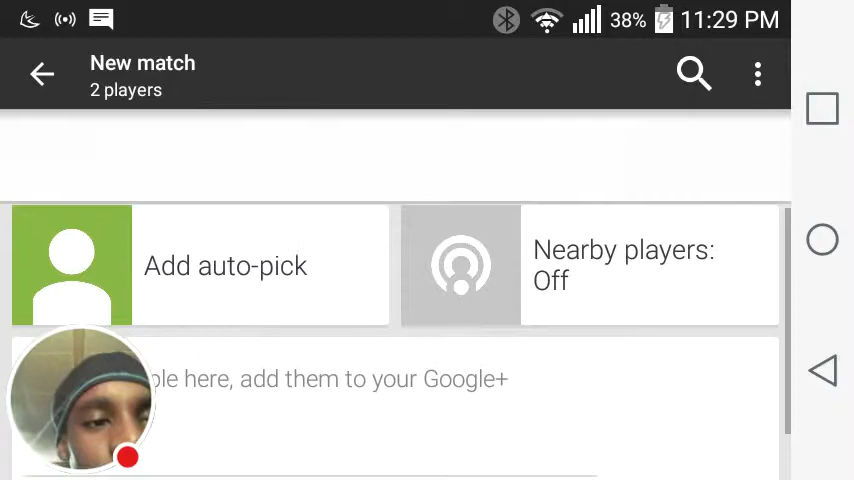 38% 11:29 PM
New match
2 players
Add auto-pick
Nearby players:
Off
here, add them to your Google+